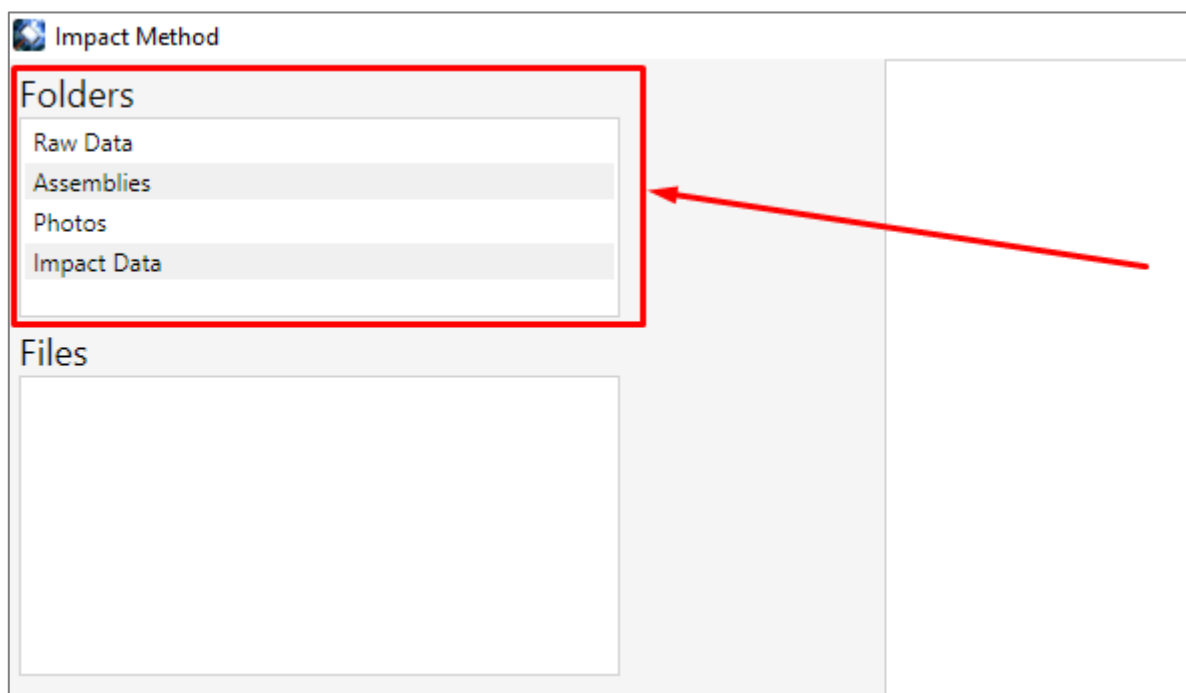 Impact Method
Folders
Raw Data
Assemblies
Photos
Impact Data
Files